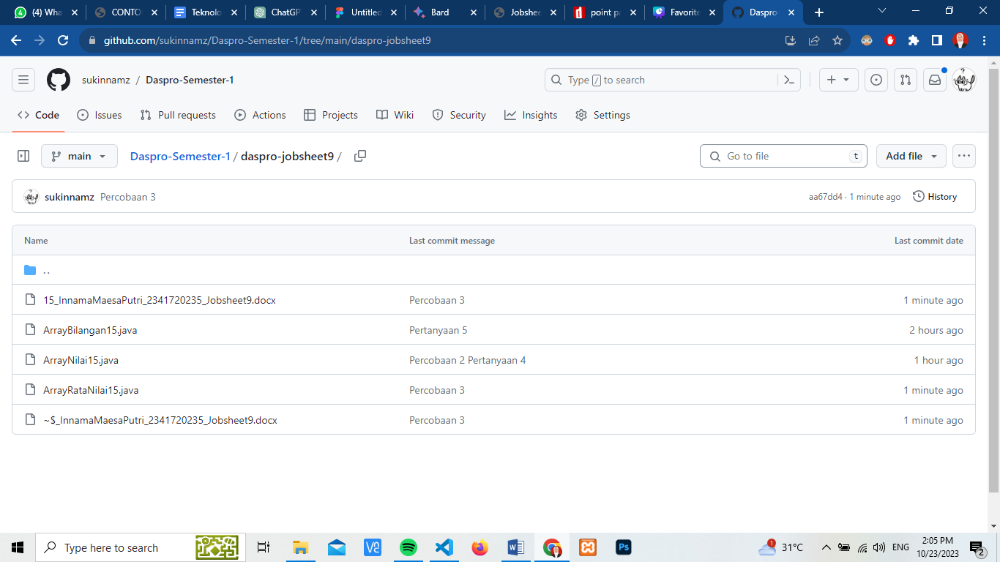 (4) Wha CONTO Teknolo ChatGP Untitled Bard Jobshee point pa Favorite Daspro
github.com/sukinnamz/Daspro-Semester-1/tree/main/daspro-jobsheet9
sukinnamz / Daspro-Semester-1 Type / to search
Code Issues Pull requests Actions Projects Wiki Security Insights Settings
main Daspro-Semester-1 / daspro-jobsheet9 / Go to file t Add file
sukinnamz Percobaan 3 aa67dd4 · 1 minute ago History
Name Last commit message Last commit date
..
15_InnamaMaesaPutri_2341720235_Jobsheet9.docx Percobaan 3 1 minute ago
ArrayBilangan15.java Pertanyaan 5 2 hours ago
ArrayNilai15.java Percobaan 2 Pertanyaan 4 1 hour ago
ArrayRataNilai15.java Percobaan 3 1 minute ago
~$_InnamaMaesaPutri_2341720235_Jobsheet9.docx Percobaan 3 1 minute ago
Type here to search 1 31°C ENG 2:05 PM
10/23/2023 2